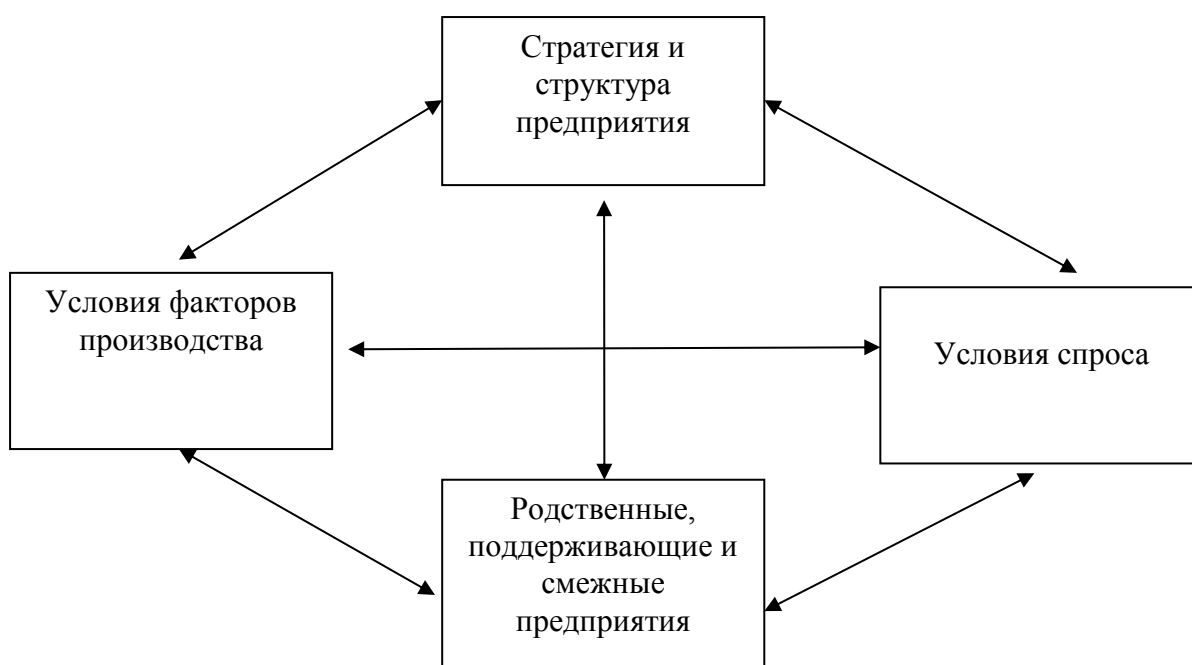 Стратегия и
структура
предприятия
Условия факторов
производства
Условия спроса
Родственные,
поддерживающие и
смежные
предприятия